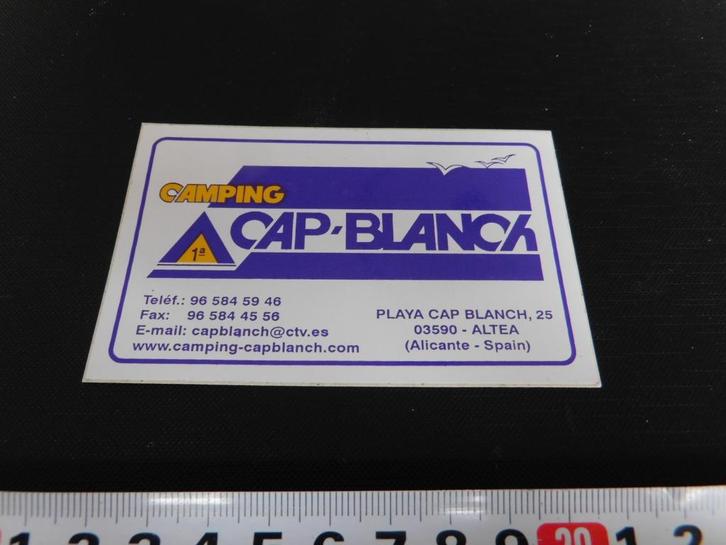 CAMPING
CAP-BLANCh
1ª
Teléf.: 96 584 59 46
Fax: 96 584 45 56
E-mail: capblanch@ctv.es
www.camping-capblanch.com
PLAYA CAP BLANCH, 25
03590 - ALTEA
(Alicante - Spain)
1 2 3 4 5 6 7 8 9 20 1 2